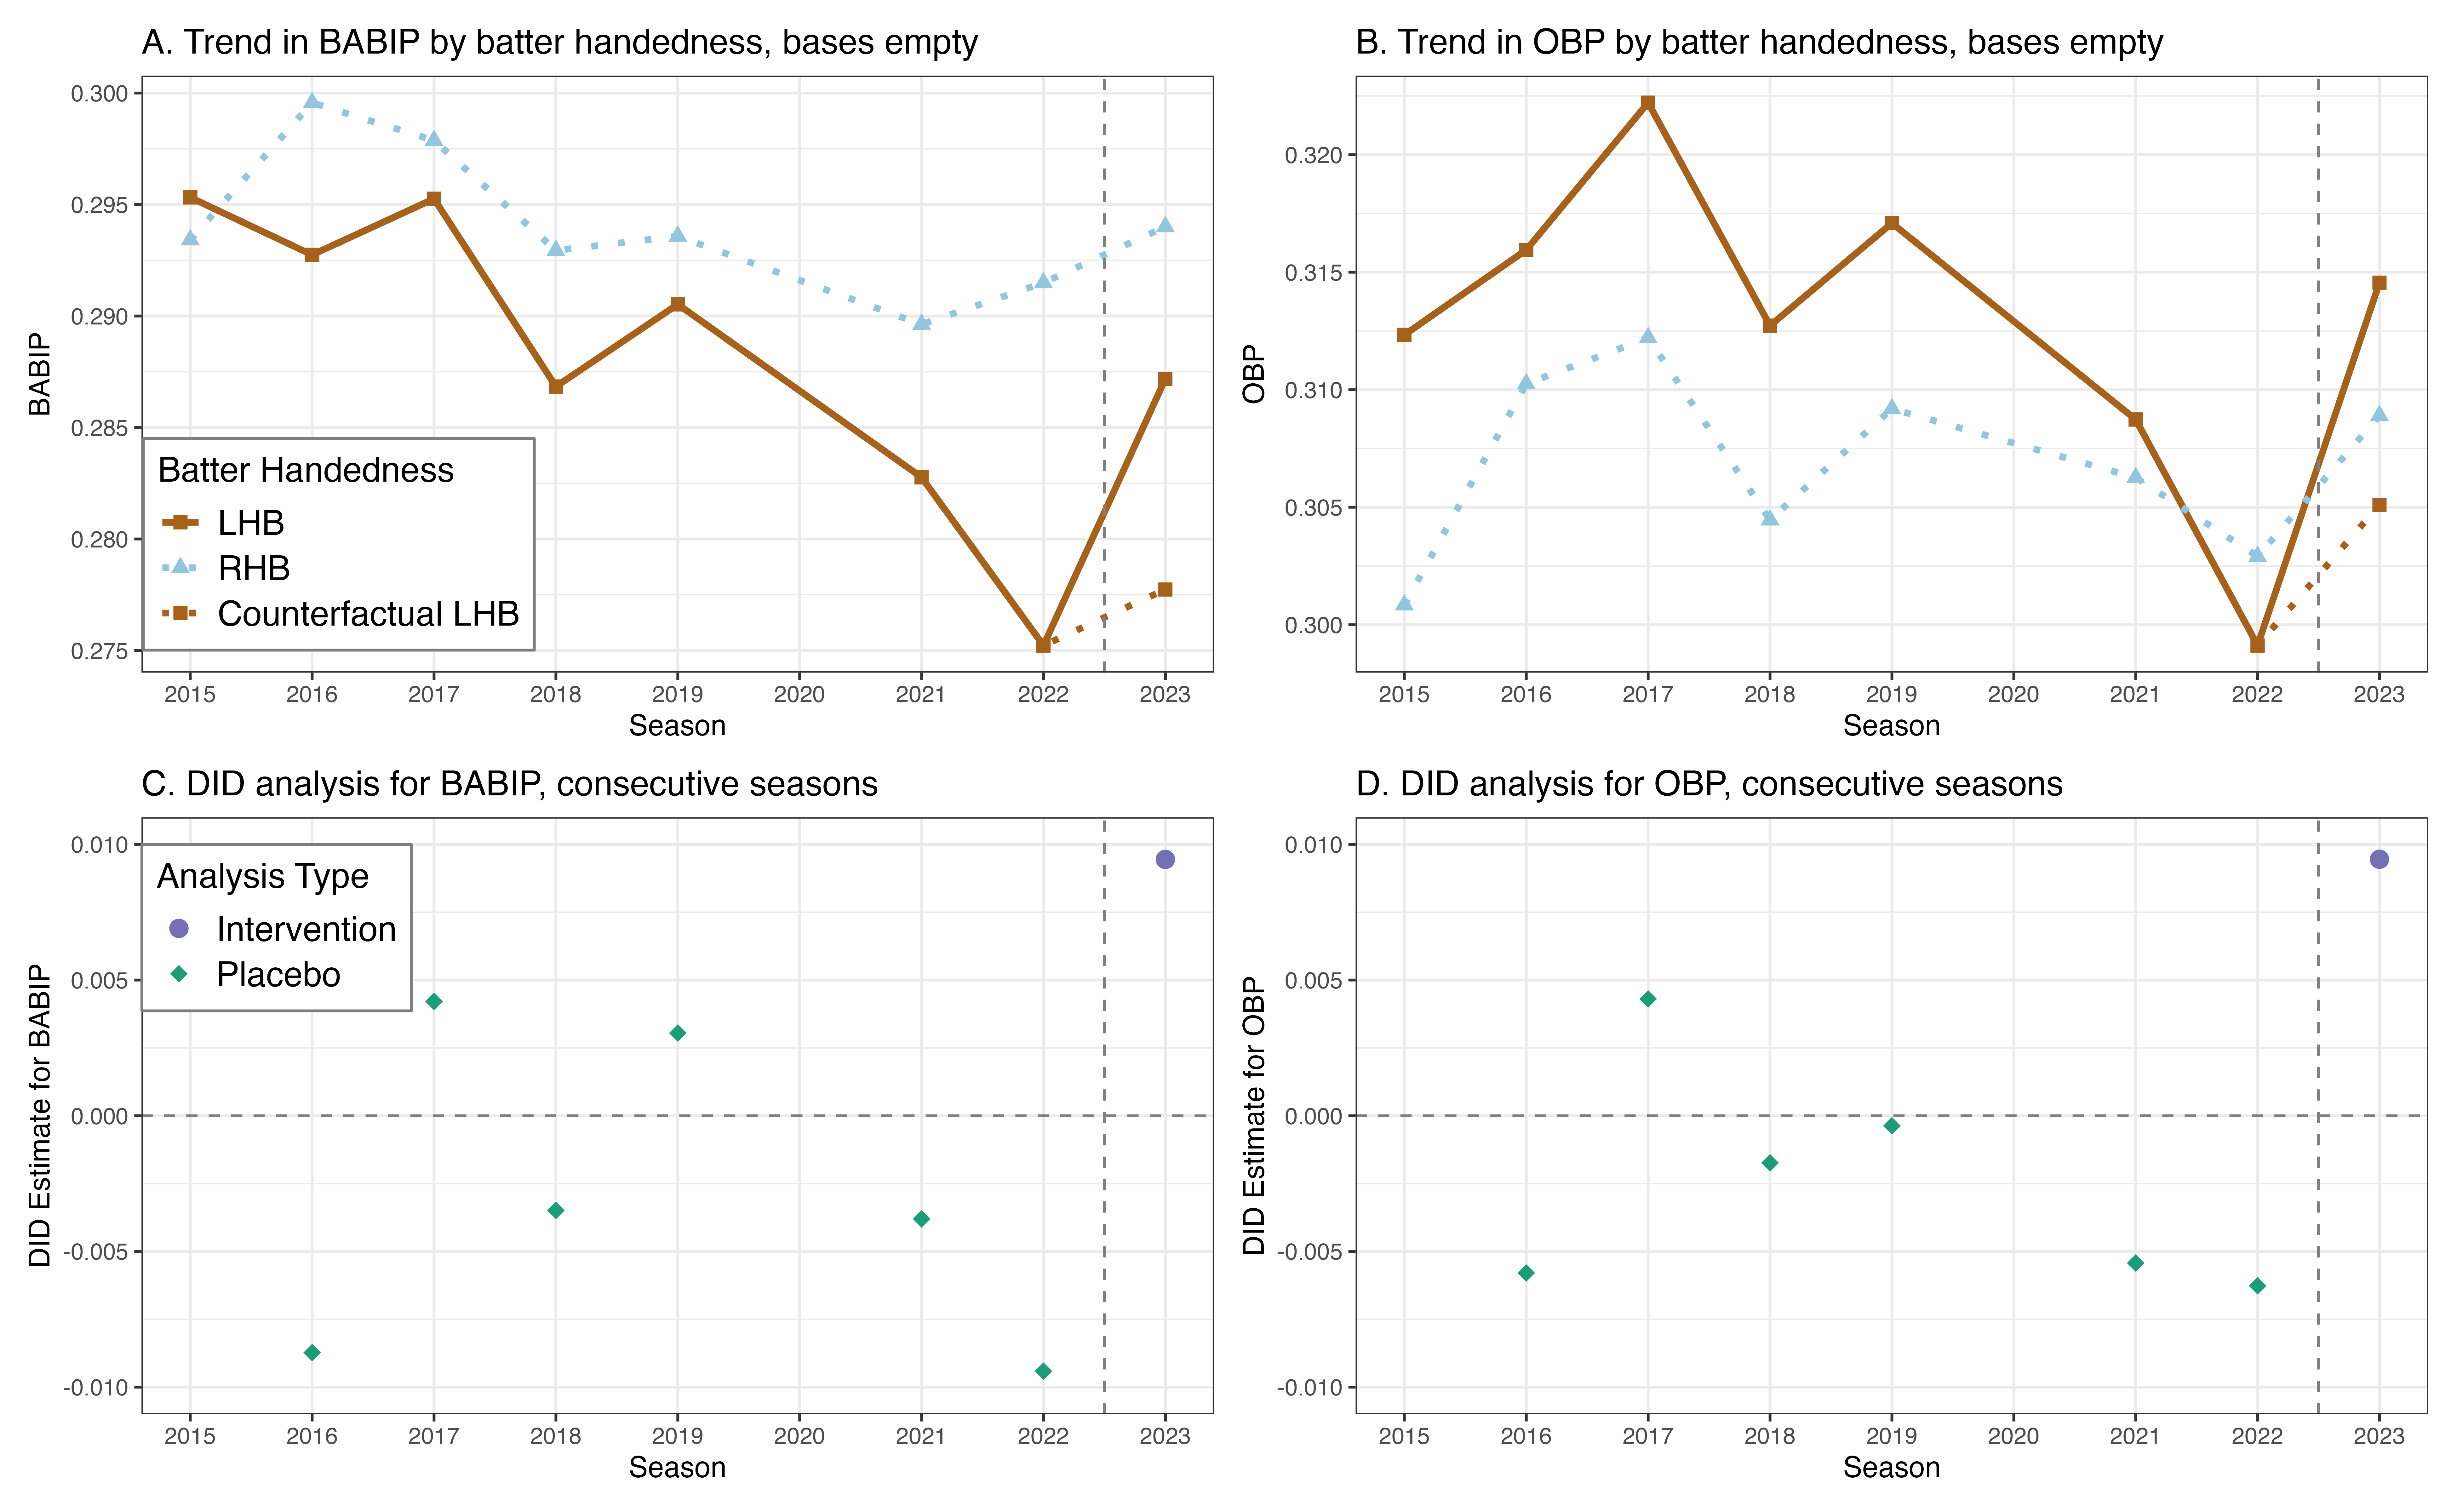 A. Trend in BABIP by batter handedness, bases empty
0.300
0.295
0.290
0.285
0.280
0.275
BABIP
Batter Handedness
LHB
RHB
Counterfactual LHB
2015 2016 2017 2018 2019 2020 2021 2022 2023
Season
B. Trend in OBP by batter handedness, bases empty
0.320
0.315
0.310
0.305
0.300
OBP
2015 2016 2017 2018 2019 2020 2021 2022 2023
Season
C. DID analysis for BABIP, consecutive seasons
0.010
0.005
0.000
-0.005
-0.010
DID Estimate for BABIP
Analysis Type
Intervention
Placebo
2015 2016 2017 2018 2019 2020 2021 2022 2023
Season
D. DID analysis for OBP, consecutive seasons
0.010
0.005
0.000
-0.005
-0.010
DID Estimate for OBP
2015 2016 2017 2018 2019 2020 2021 2022 2023
Season